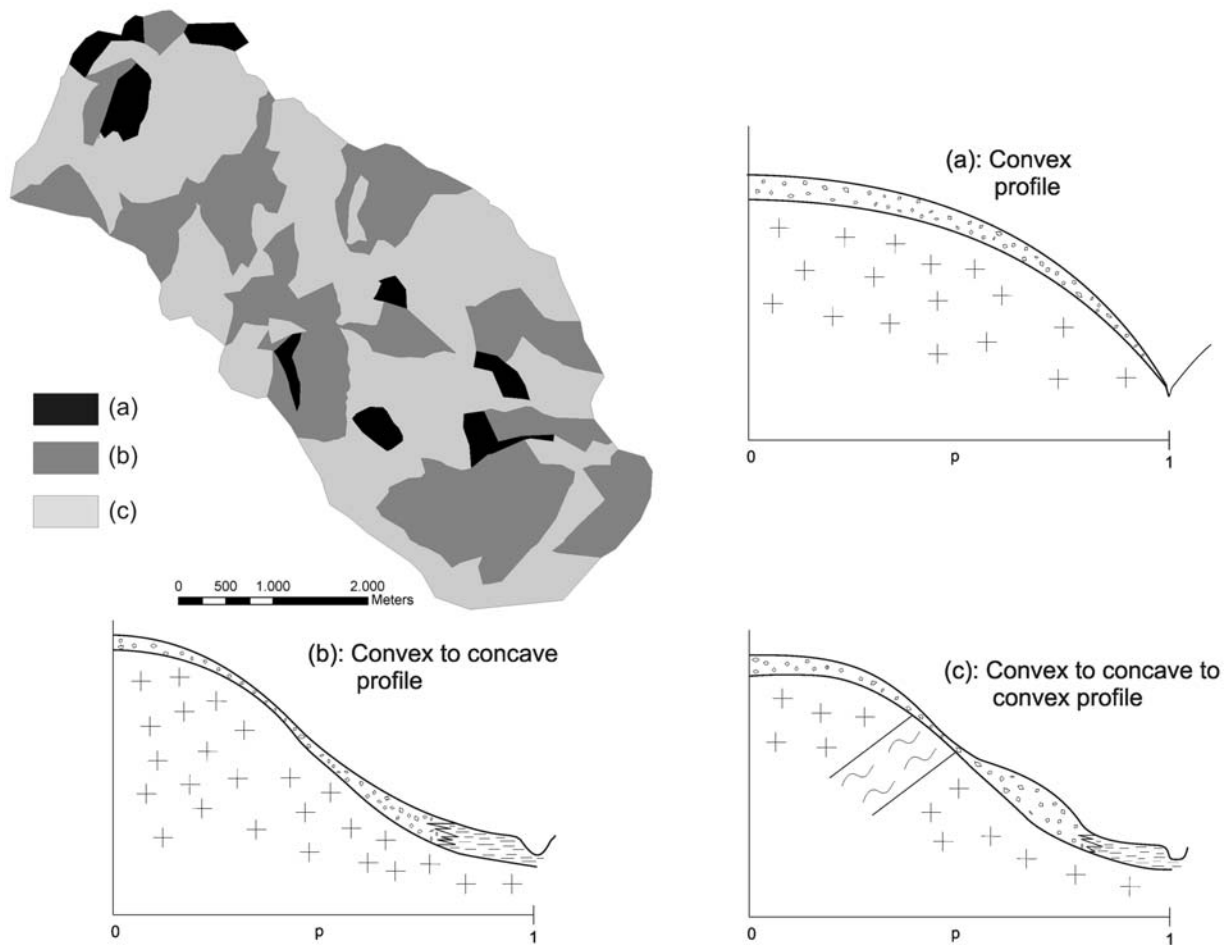 (a): Convex
profile
0
p
1
(a)
(b)
(c)
0 500 1.000 2.000
Meters
(b): Convex to concave
profile
0
p
1
(c): Convex to concave to
convex profile
0
p
1